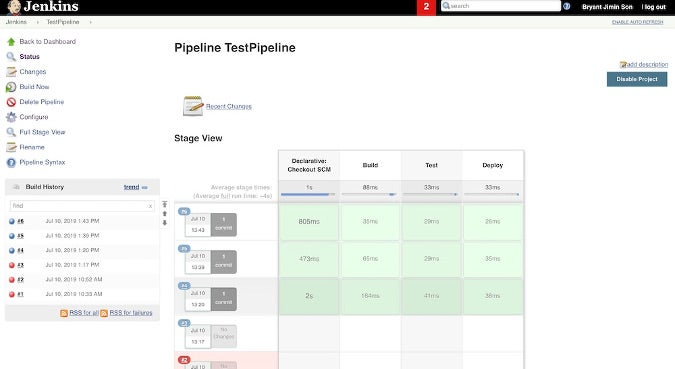 Jenkins
2
search
Bryant Jimin Son
log out
Jenkins
TestPipeline
ENABLE AUTO REFRESH
Back to Dashboard
Status
Changes
Build Now
Delete Pipeline
Configure
Full Stage View
Rename
Pipeline Syntax
Build History
trend
find
x
#6 Jul 10, 2019 1:43 PM
#5 Jul 10, 2019 1:39 PM
#4 Jul 10, 2019 1:20 PM
#3 Jul 10, 2019 1:17 PM
#2 Jul 10, 2019 10:52 AM
#1 Jul 10, 2019 10:33 AM
RSS for all RSS for failures
Pipeline TestPipeline
add description
Disable Project
Recent Changes
Stage View
Declarative:
Checkout SCM
Build
Test
Deploy
Average stage times:
(Average full run time: ~4s)
1s
88ms
33ms
33ms
#6
Jul 10
13:43
1
commit
806ms
35ms
29ms
26ms
#5
Jul 10
13:39
1
commit
473ms
65ms
28ms
35ms
#4
Jul 10
13:20
1
commit
2s
164ms
41ms
38ms
#3
Jul 10
13:17
No
Changes
#2
Jul 10
No